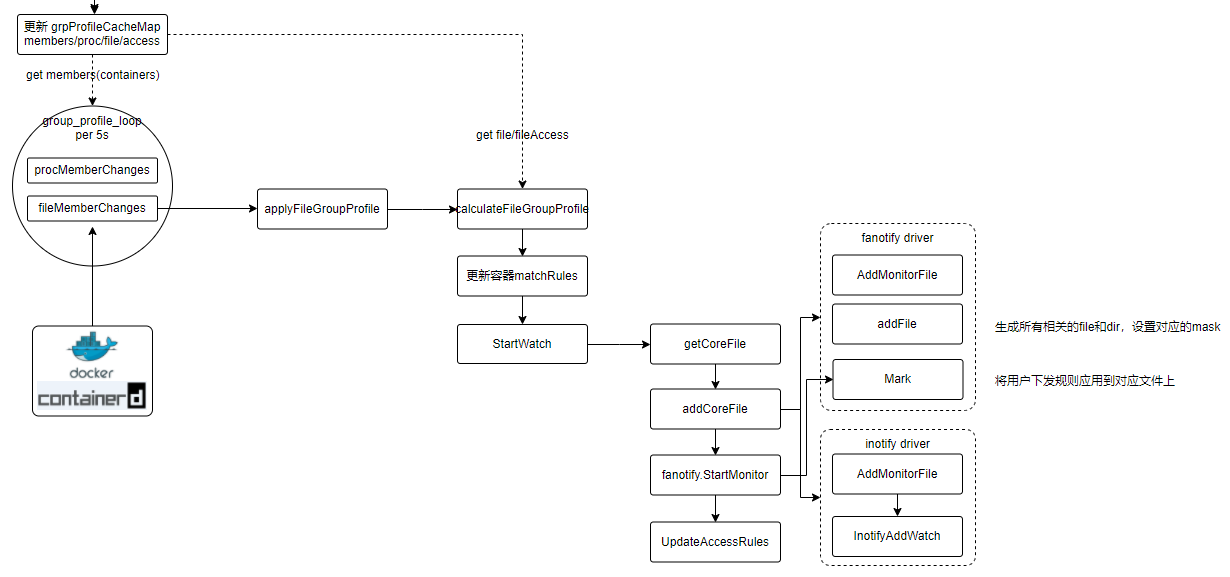 更新 grpProfileCacheMap
members/proc/file/access
get members(containers)
group_profile_loop
per 5s
procMemberChanges
fileMemberChanges
docker
containerd
get file/fileAccess
applyFileGroupProfile
calculateFileGroupProfile
更新容器matchRules
StartWatch
getCoreFile
addCoreFile
fanotify.StartMonitor
UpdateAccessRules
fanotify driver
AddMonitorFile
addFile
生成所有相关的file和dir，设置对应的mask
Mark
将用户下发规则应用到对应文件上
inotify driver
AddMonitorFile
InotifyAddWatch